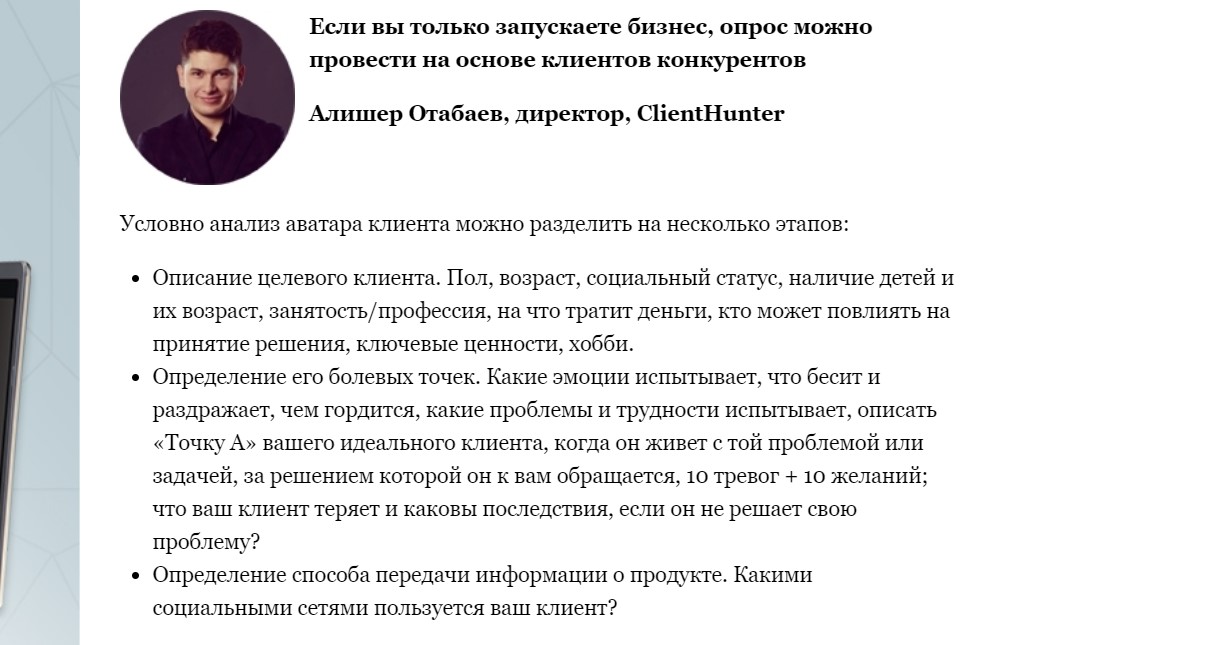 Если вы только запускаете бизнес, опрос можно
провести на основе клиентов конкурентов
Алишер Отабаев, директор, ClientHunter
Условно анализ аватара клиента можно разделить на несколько этапов:
• Описание целевого клиента. Пол, возраст, социальный статус, наличие детей и
их возраст, занятость/профессия, на что тратит деньги, кто может повлиять на
принятие решения, ключевые ценности, хобби.
• Определение его болевых точек. Какие эмоции испытывает, что бесит и
раздражает, чем гордится, какие проблемы и трудности испытывает, описать
«Точку А» вашего идеального клиента, когда он живет с той проблемой или
задачей, за решением которой он к вам обращается, 10 тревог + 10 желаний;
что ваш клиент теряет и каковы последствия, если он не решает свою
проблему?
• Определение способа передачи информации о продукте. Какими
социальными сетями пользуется ваш клиент?